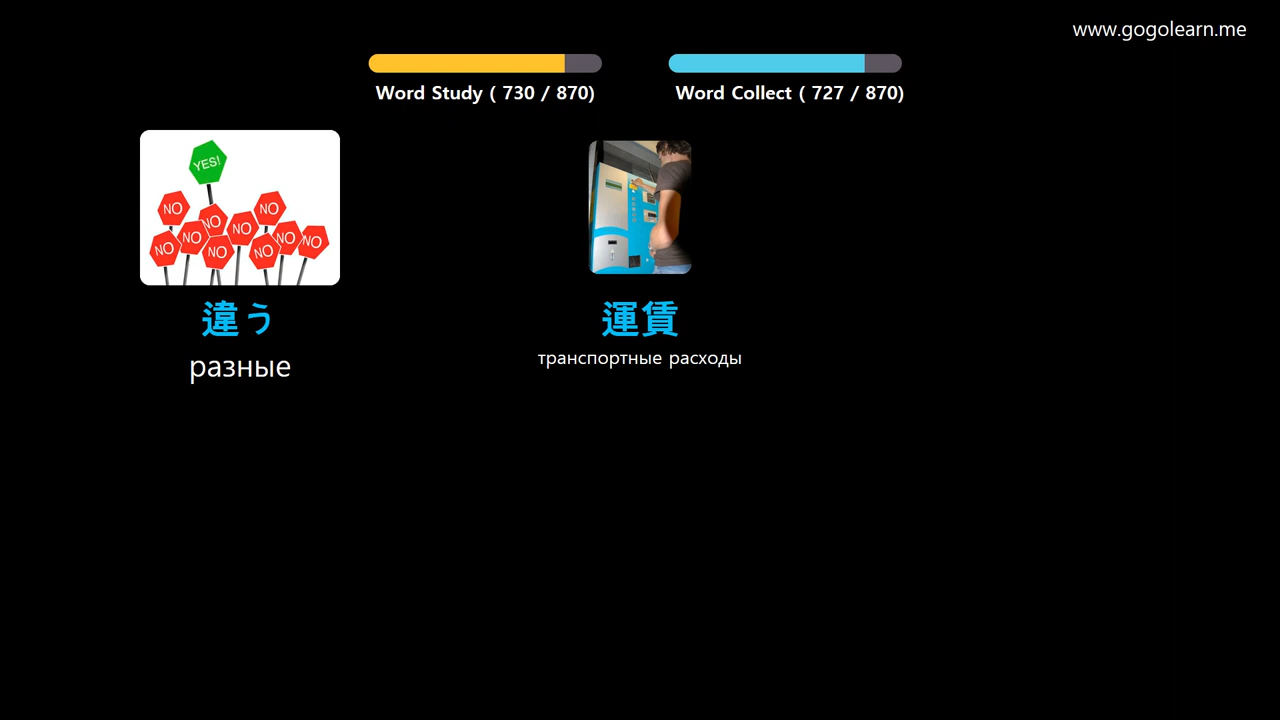 www.gogolearn.me
Word Study ( 730 / 870)
Word Collect ( 727 / 870)
YES!
NO
NO
NO
NO
NO
NO
NO
NO
NO
NO
違う
運賃
разные
транспортные расходы